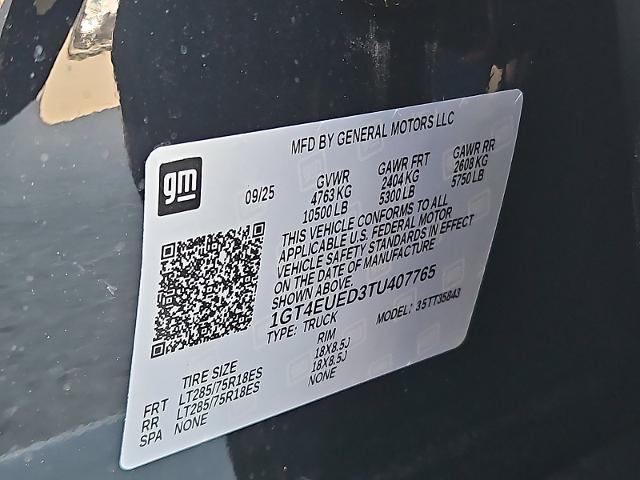 MFD BY GENERAL MOTORS LLC
gm
09/25
GVWR
4763 KG
10500 LB
GAWR FRT
2404 KG
5300 LB
GAWR RR
2608 KG
5750 LB
THIS VEHICLE CONFORMS TO ALL
APPLICABLE U.S. FEDERAL MOTOR
VEHICLE SAFETY STANDARDS IN EFFECT
ON THE DATE OF MANUFACTURE
SHOWN ABOVE.
1GT4EUED3TU407765
TYPE: TRUCK
MODEL: 35TT35843
TIRE SIZE RIM
FRT LT285/75R18ES 18X8.5J
RR LT285/75R18ES 18X8.5J
SPA NONE NONE